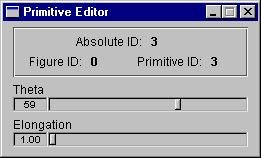 Primitive Editor
Absolute ID: 3
Figure ID: 0 Primitive ID: 3
Theta
59
Elongation
1.00